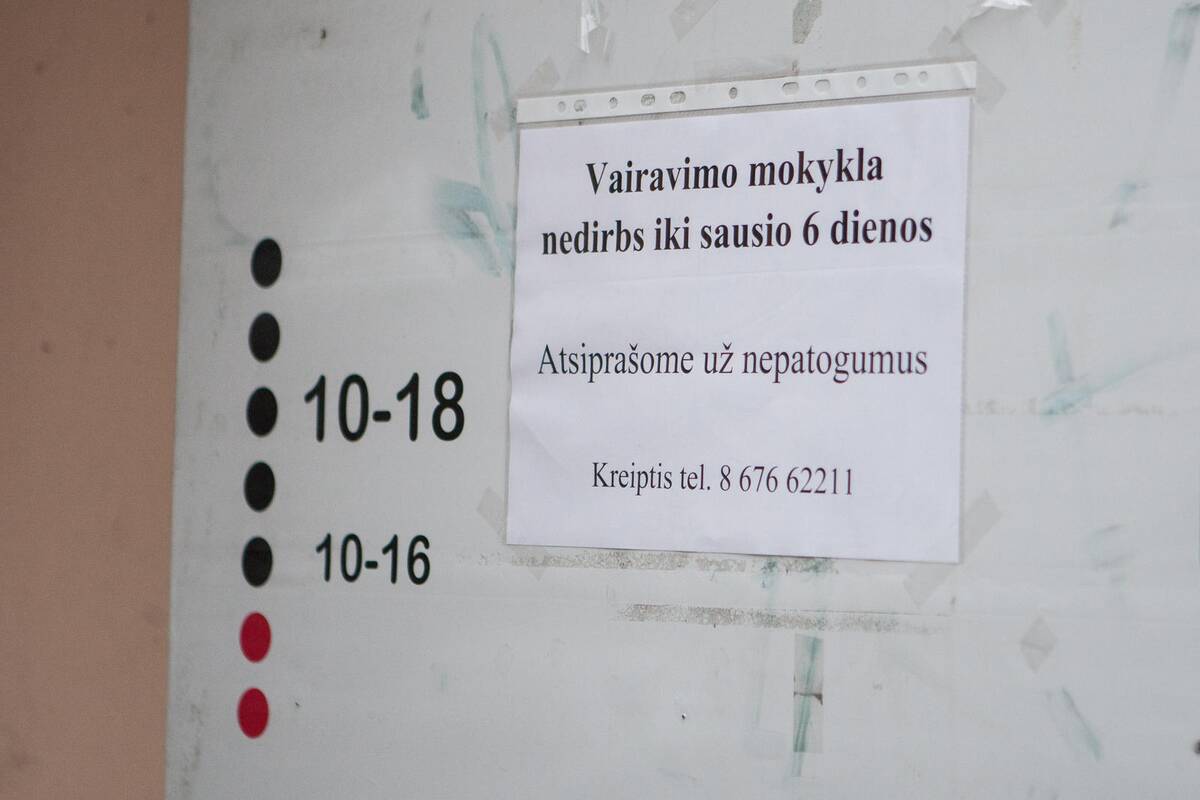 Vairavimo mokykla
nedirbs iki sausio 6 dienos
Atsiprašome už nepatogumus
Kreiptis tel. 8 676 62211
10-18
10-16